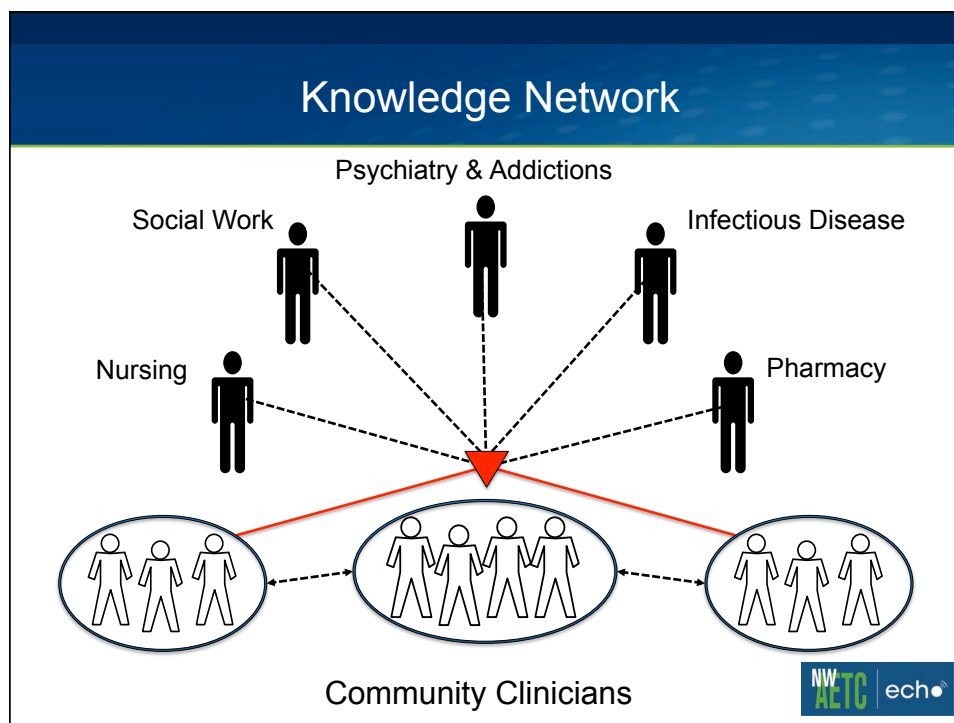 Knowledge Network
Psychiatry & Addictions
Social Work
Infectious Disease
Nursing
Pharmacy
Community Clinicians
NW
AETC
echo